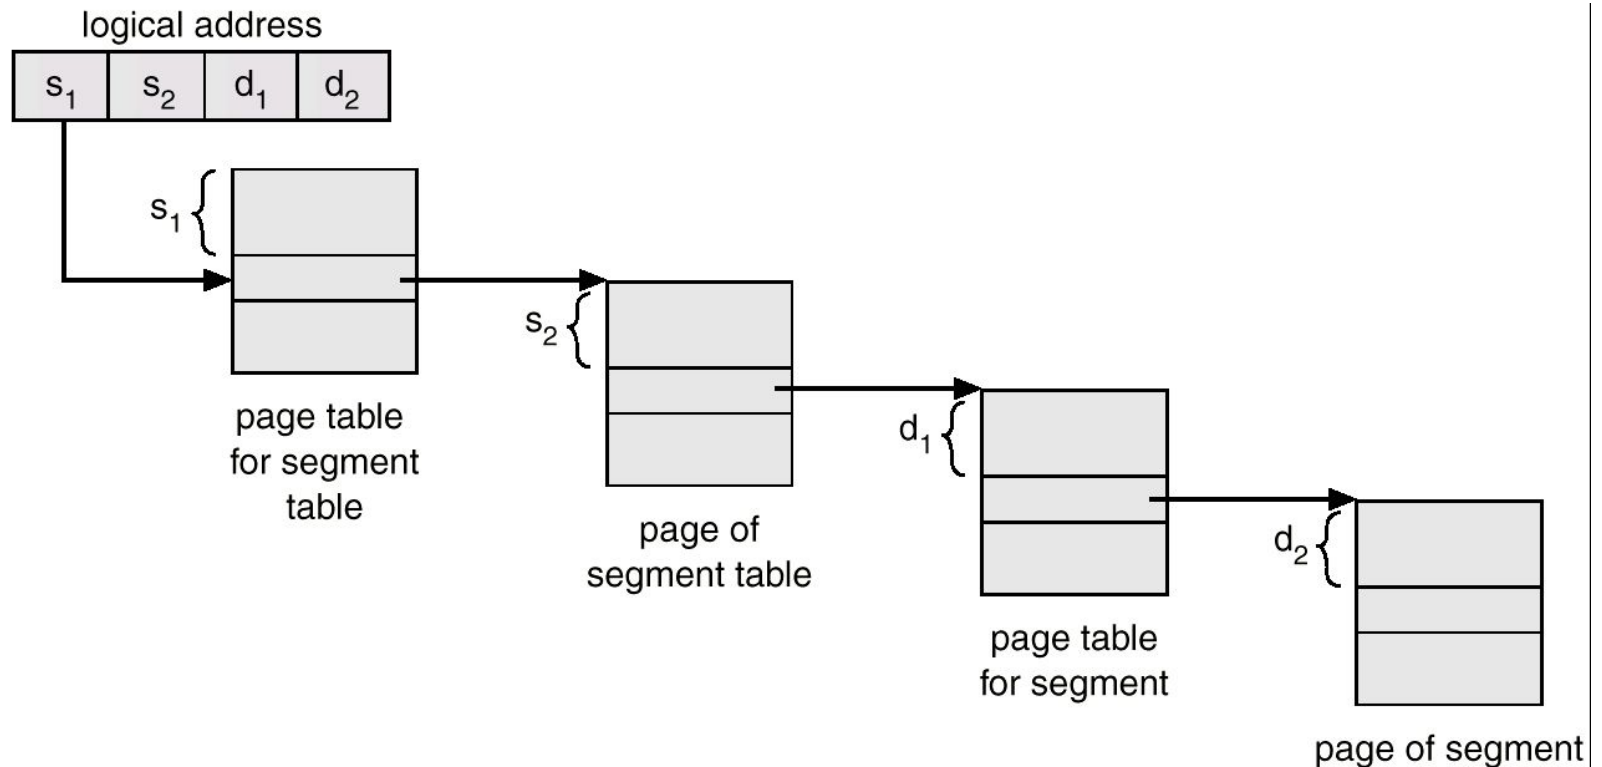 logical address
s₁ s₂ d₁ d₂
s₁
s₂
d₁
d₂
page table
for segment
table
page of
segment table
page table
for segment
page of segment